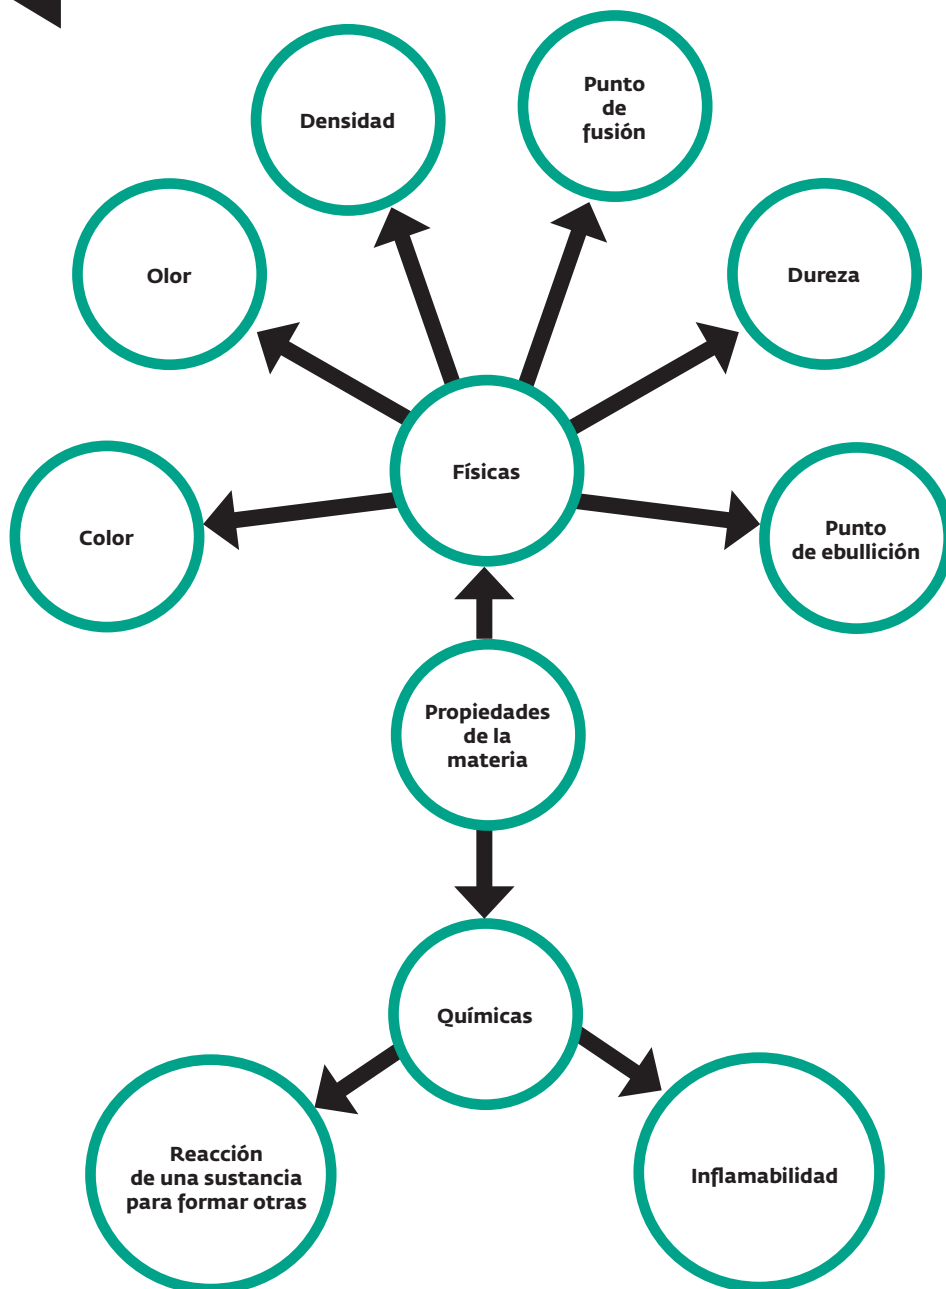 Punto
de
fusión
Densidad
Olor
Dureza
Físicas
Color
Punto
de ebullición
Propiedades
de la
materia
Químicas
Reacción
de una sustancia
para formar otras
Inflamabilidad